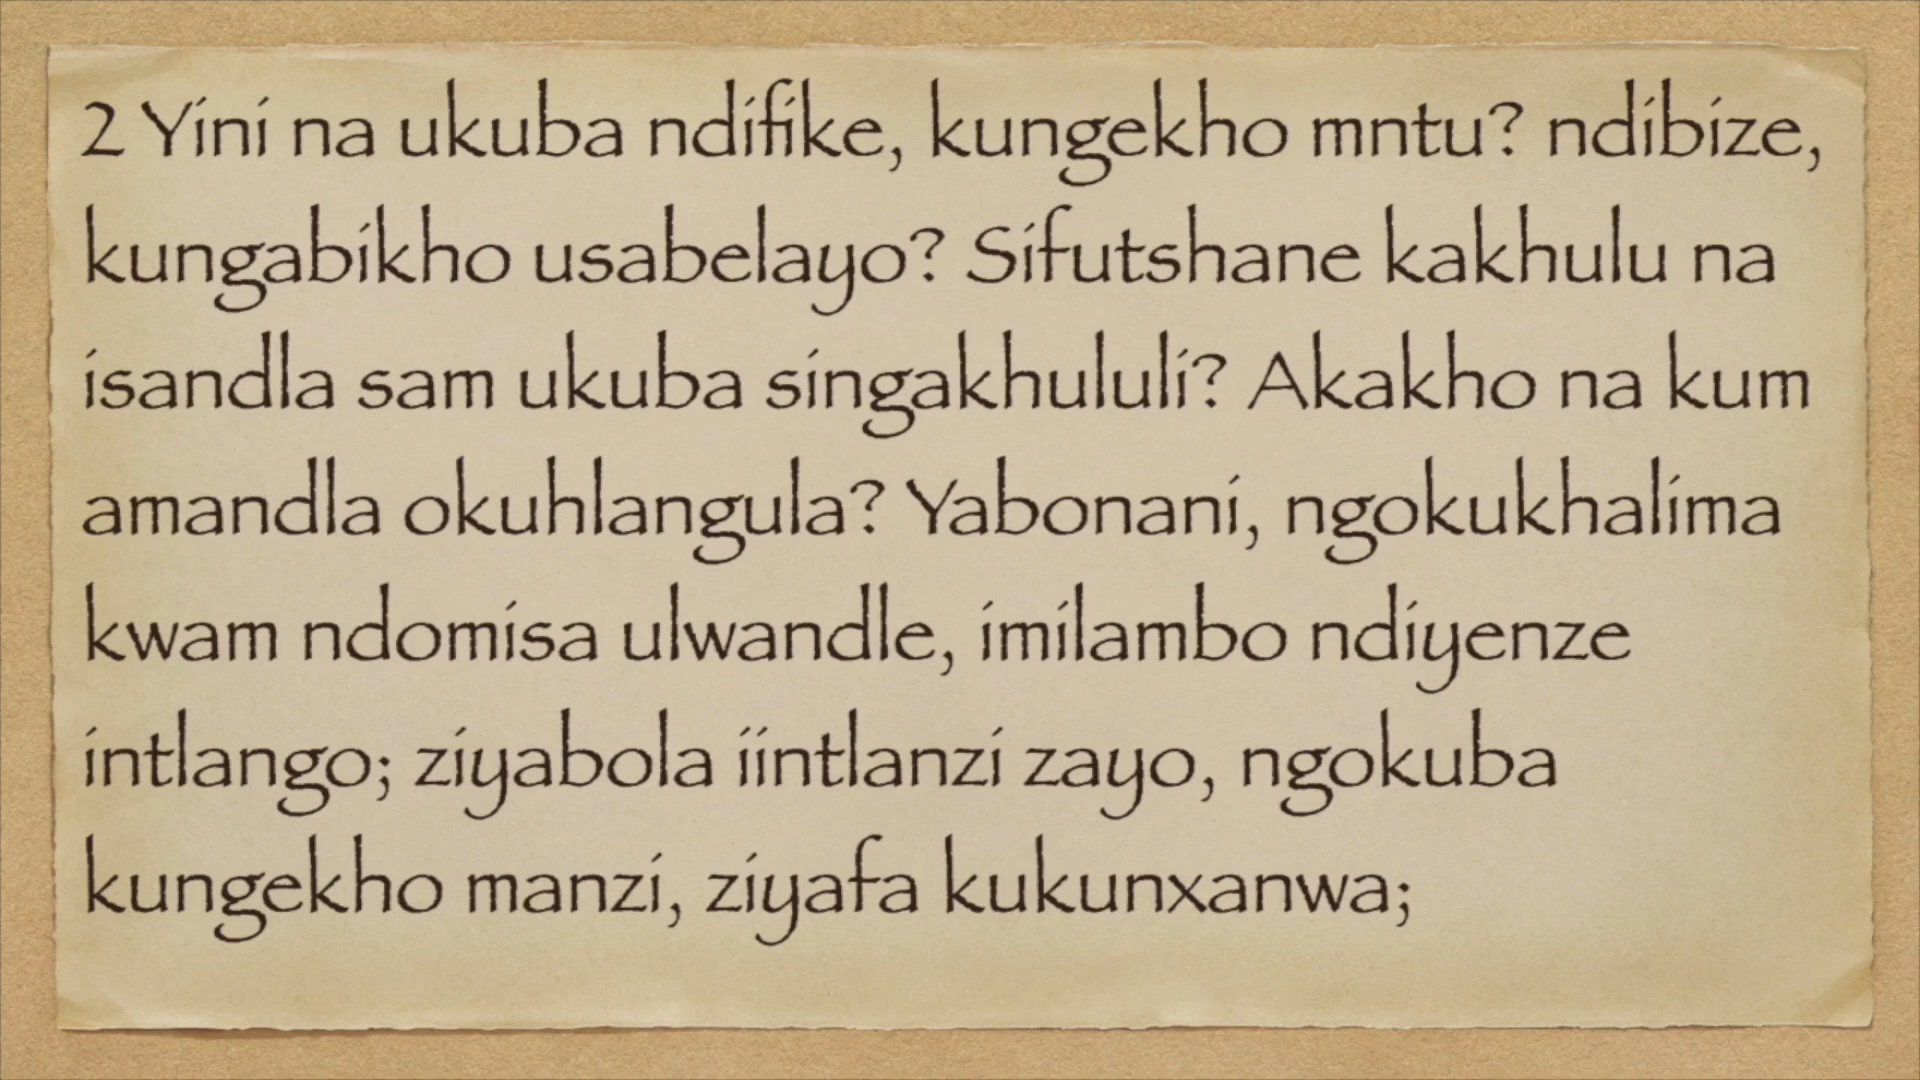 2 Yini na ukuba ndifike, kungekho mntu? ndibize,
kungabikho usabelayo? Sifutshane kakhulu na
isandla sam ukuba singakhululi? Akakho na kum
amandla okuhlangula? Yabonani, ngokukhalima
kwam ndomisa ulwandle, imilambo ndiyenze
intlango; ziyabola iintlanzi zayo, ngokuba
kungekho manzi, ziyafa kukunxanwa;